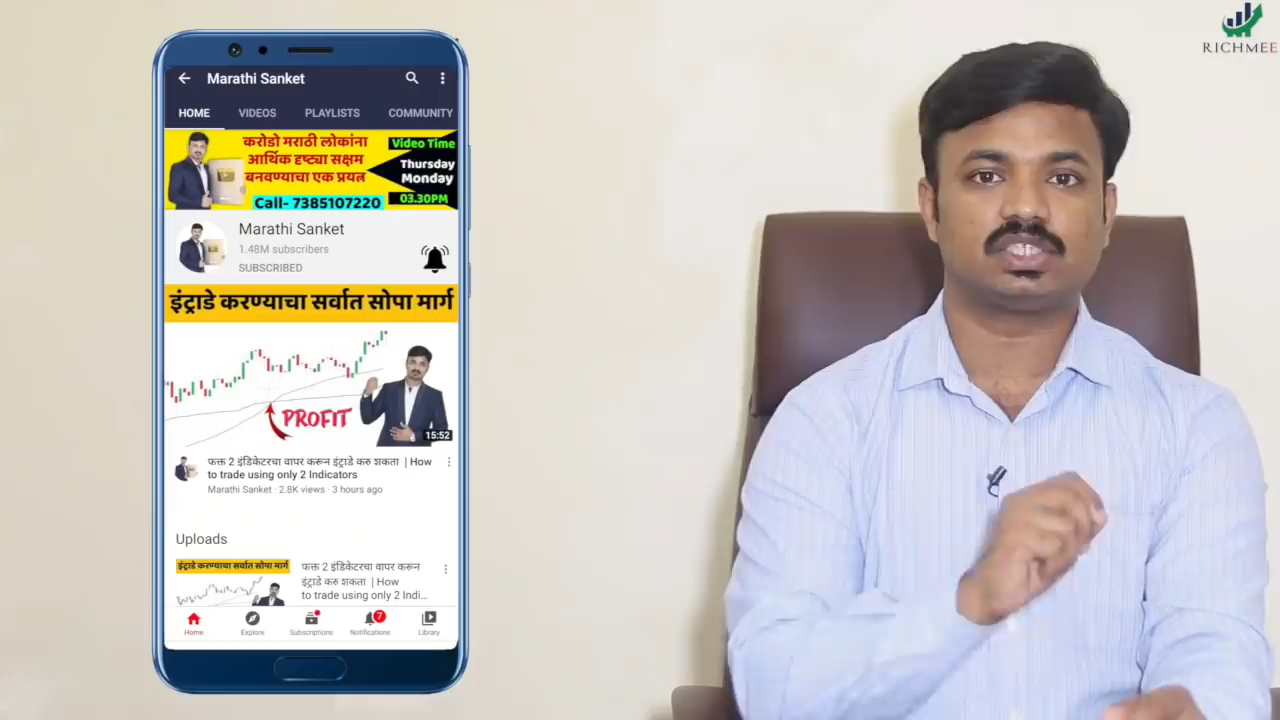 RICHMEE
Marathi Sanket
HOME VIDEOS PLAYLISTS COMMUNITY
करोडो मराठी लोकांना
आर्थिक दृष्ट्या सक्षम
बनवण्याचा एक प्रयत्न
Video Time
Thursday
Monday
03.30PM
Call- 7385107220
Marathi Sanket
1.48M subscribers
SUBSCRIBED
इंट्राडे करण्याचा सर्वात सोपा मार्ग
PROFIT
15:52
फक्त 2 इंडिकेटरचा वापर करून इंट्राडे करु शकता | How
to trade using only 2 Indicators
Marathi Sanket · 2.8K views · 3 hours ago
Uploads
इंट्राडे करण्याचा सर्वात सोपा मार्ग
फक्त 2 इंडिकेटरचा वापर करून
इंट्राडे करु शकता | How
to trade using only 2 Indi...
7
Home Explore Subscriptions Notifications Library